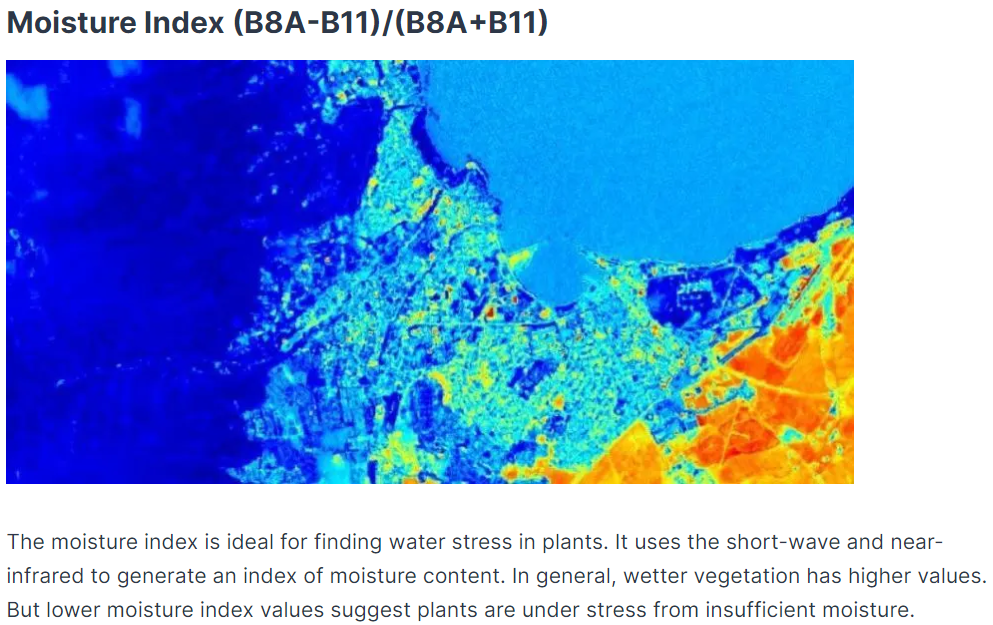 Moisture Index (B8A-B11)/(B8A+B11)
The moisture index is ideal for finding water stress in plants. It uses the short-wave and near-
infrared to generate an index of moisture content. In general, wetter vegetation has higher values.
But lower moisture index values suggest plants are under stress from insufficient moisture.